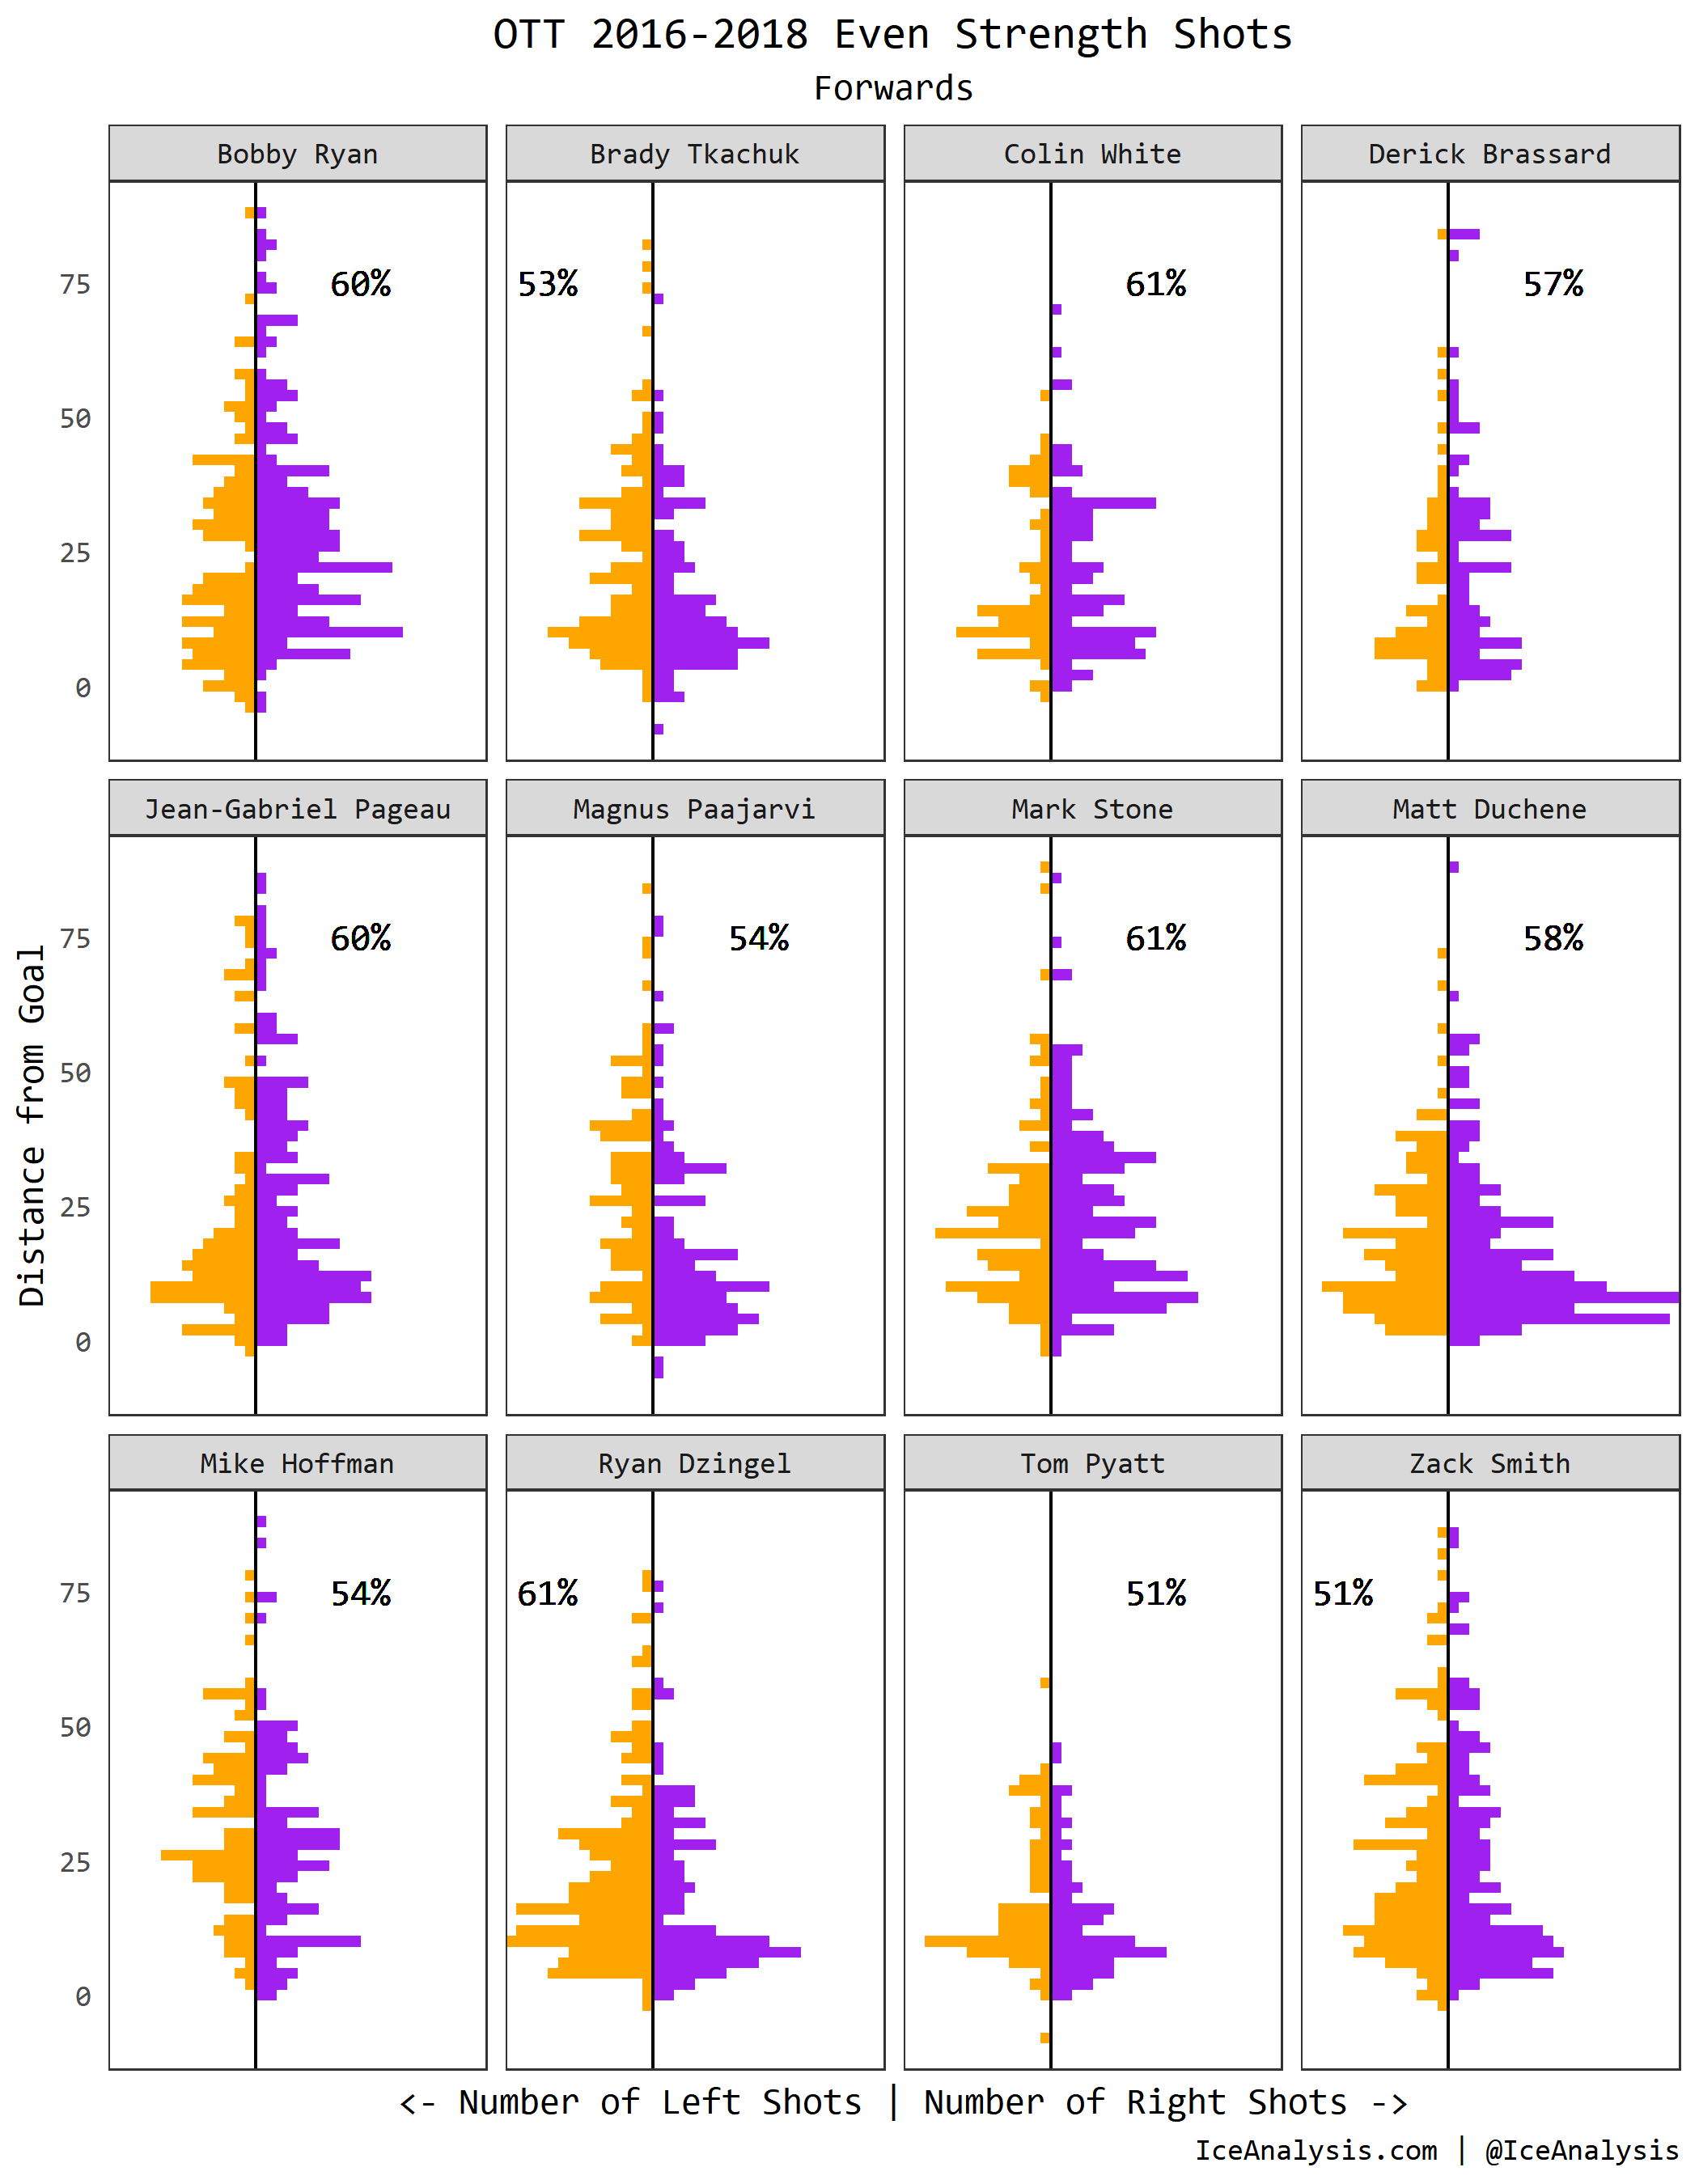 OTT 2016-2018 Even Strength Shots
Forwards
Bobby Ryan
Brady Tkachuk
Colin White
Derick Brassard
75
50
25
0
60%
53%
61%
57%
Jean-Gabriel Pageau
Magnus Paajarvi
Mark Stone
Matt Duchene
Distance from Goal
75
50
25
0
60%
54%
61%
58%
Mike Hoffman
Ryan Dzingel
Tom Pyatt
Zack Smith
75
50
25
0
54%
61%
51%
51%
<- Number of Left Shots | Number of Right Shots ->
IceAnalysis.com | @IceAnalysis